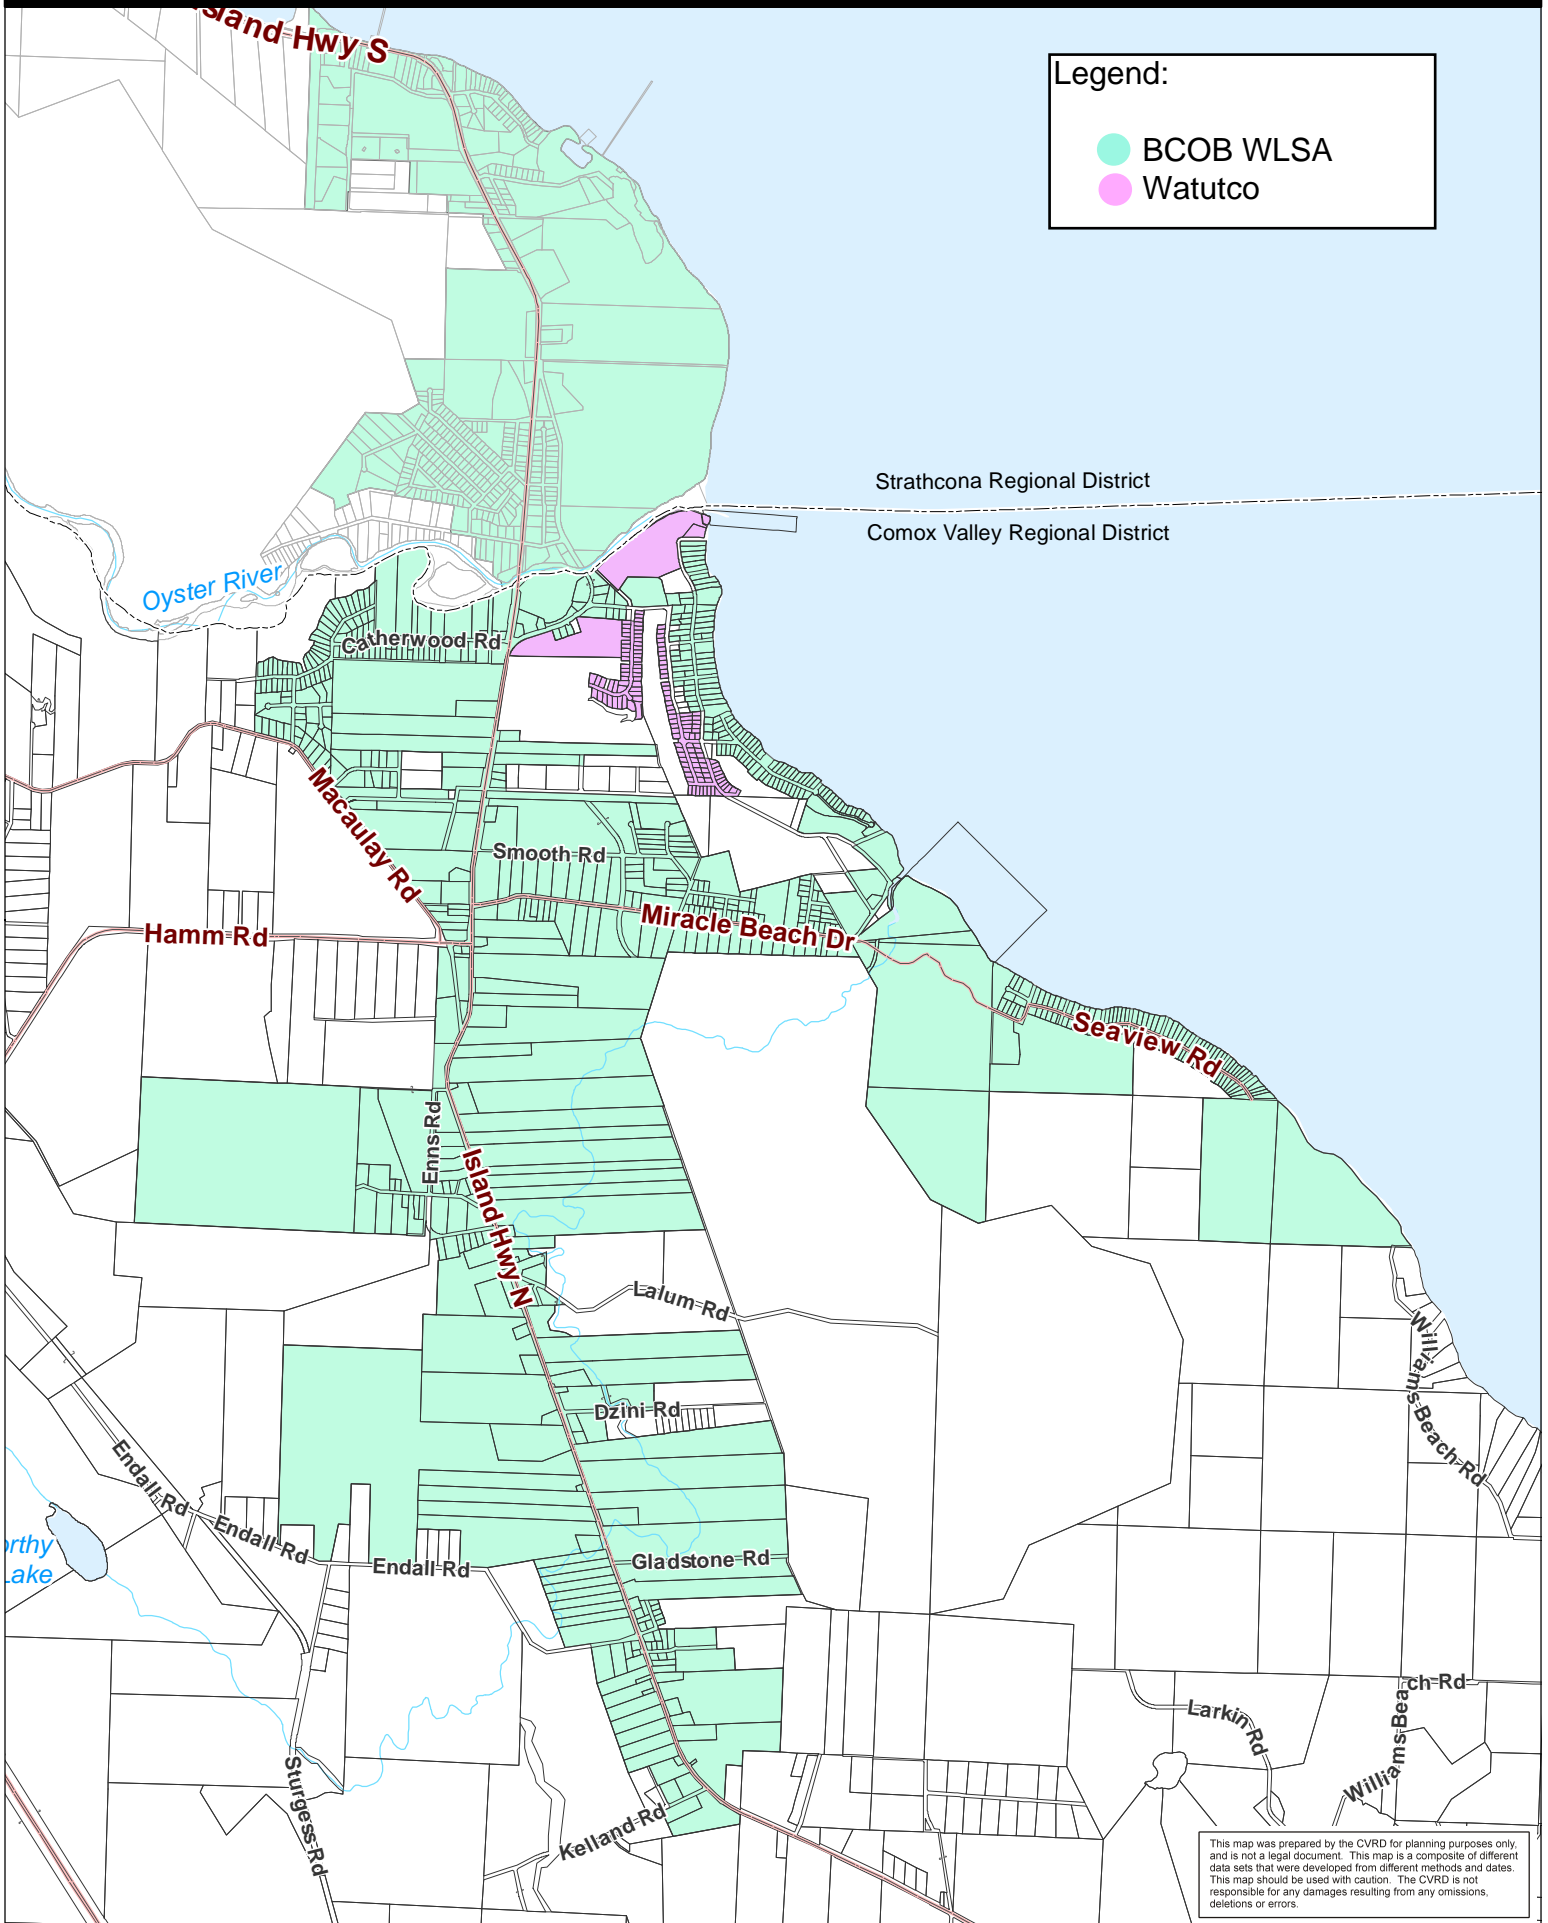 sland Hwy S
Legend:
BCOB WLSA
Watutco
Strathcona Regional District
Comox Valley Regional District
Oyster River
Catherwood Rd
Macaulay Rd
Smooth Rd
Miracle Beach Dr
Hamm Rd
Seaview Rd
Enns Rd
Island Hwy N
Lalum Rd
Williams Beach Rd
Dzini Rd
Endall Rd
Endall Rd
Endall Rd
Gladstone Rd
orthy
Lake
ch Rd
Williams Bea
Larkin Rd
Sturgess Rd
Kelland Rd
This map was prepared by the CVRD for planning purposes only,
and is not a legal document. This map is a composite of different
data sets that were developed from different methods and dates.
This map should be used with caution. The CVRD is not
responsible for any damages resulting from any omissions,
deletions or errors.